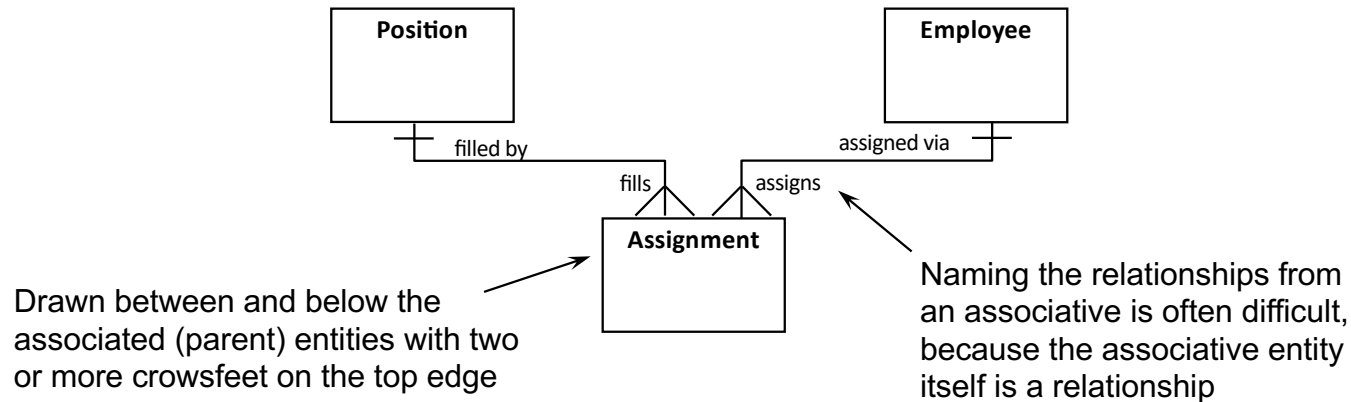 Position
Employee
filled by
assigned via
fills
assigns
Assignment
Drawn between and below the
associated (parent) entities with two
or more crowsfeet on the top edge
Naming the relationships from
an associative is often difficult,
because the associative entity
itself is a relationship